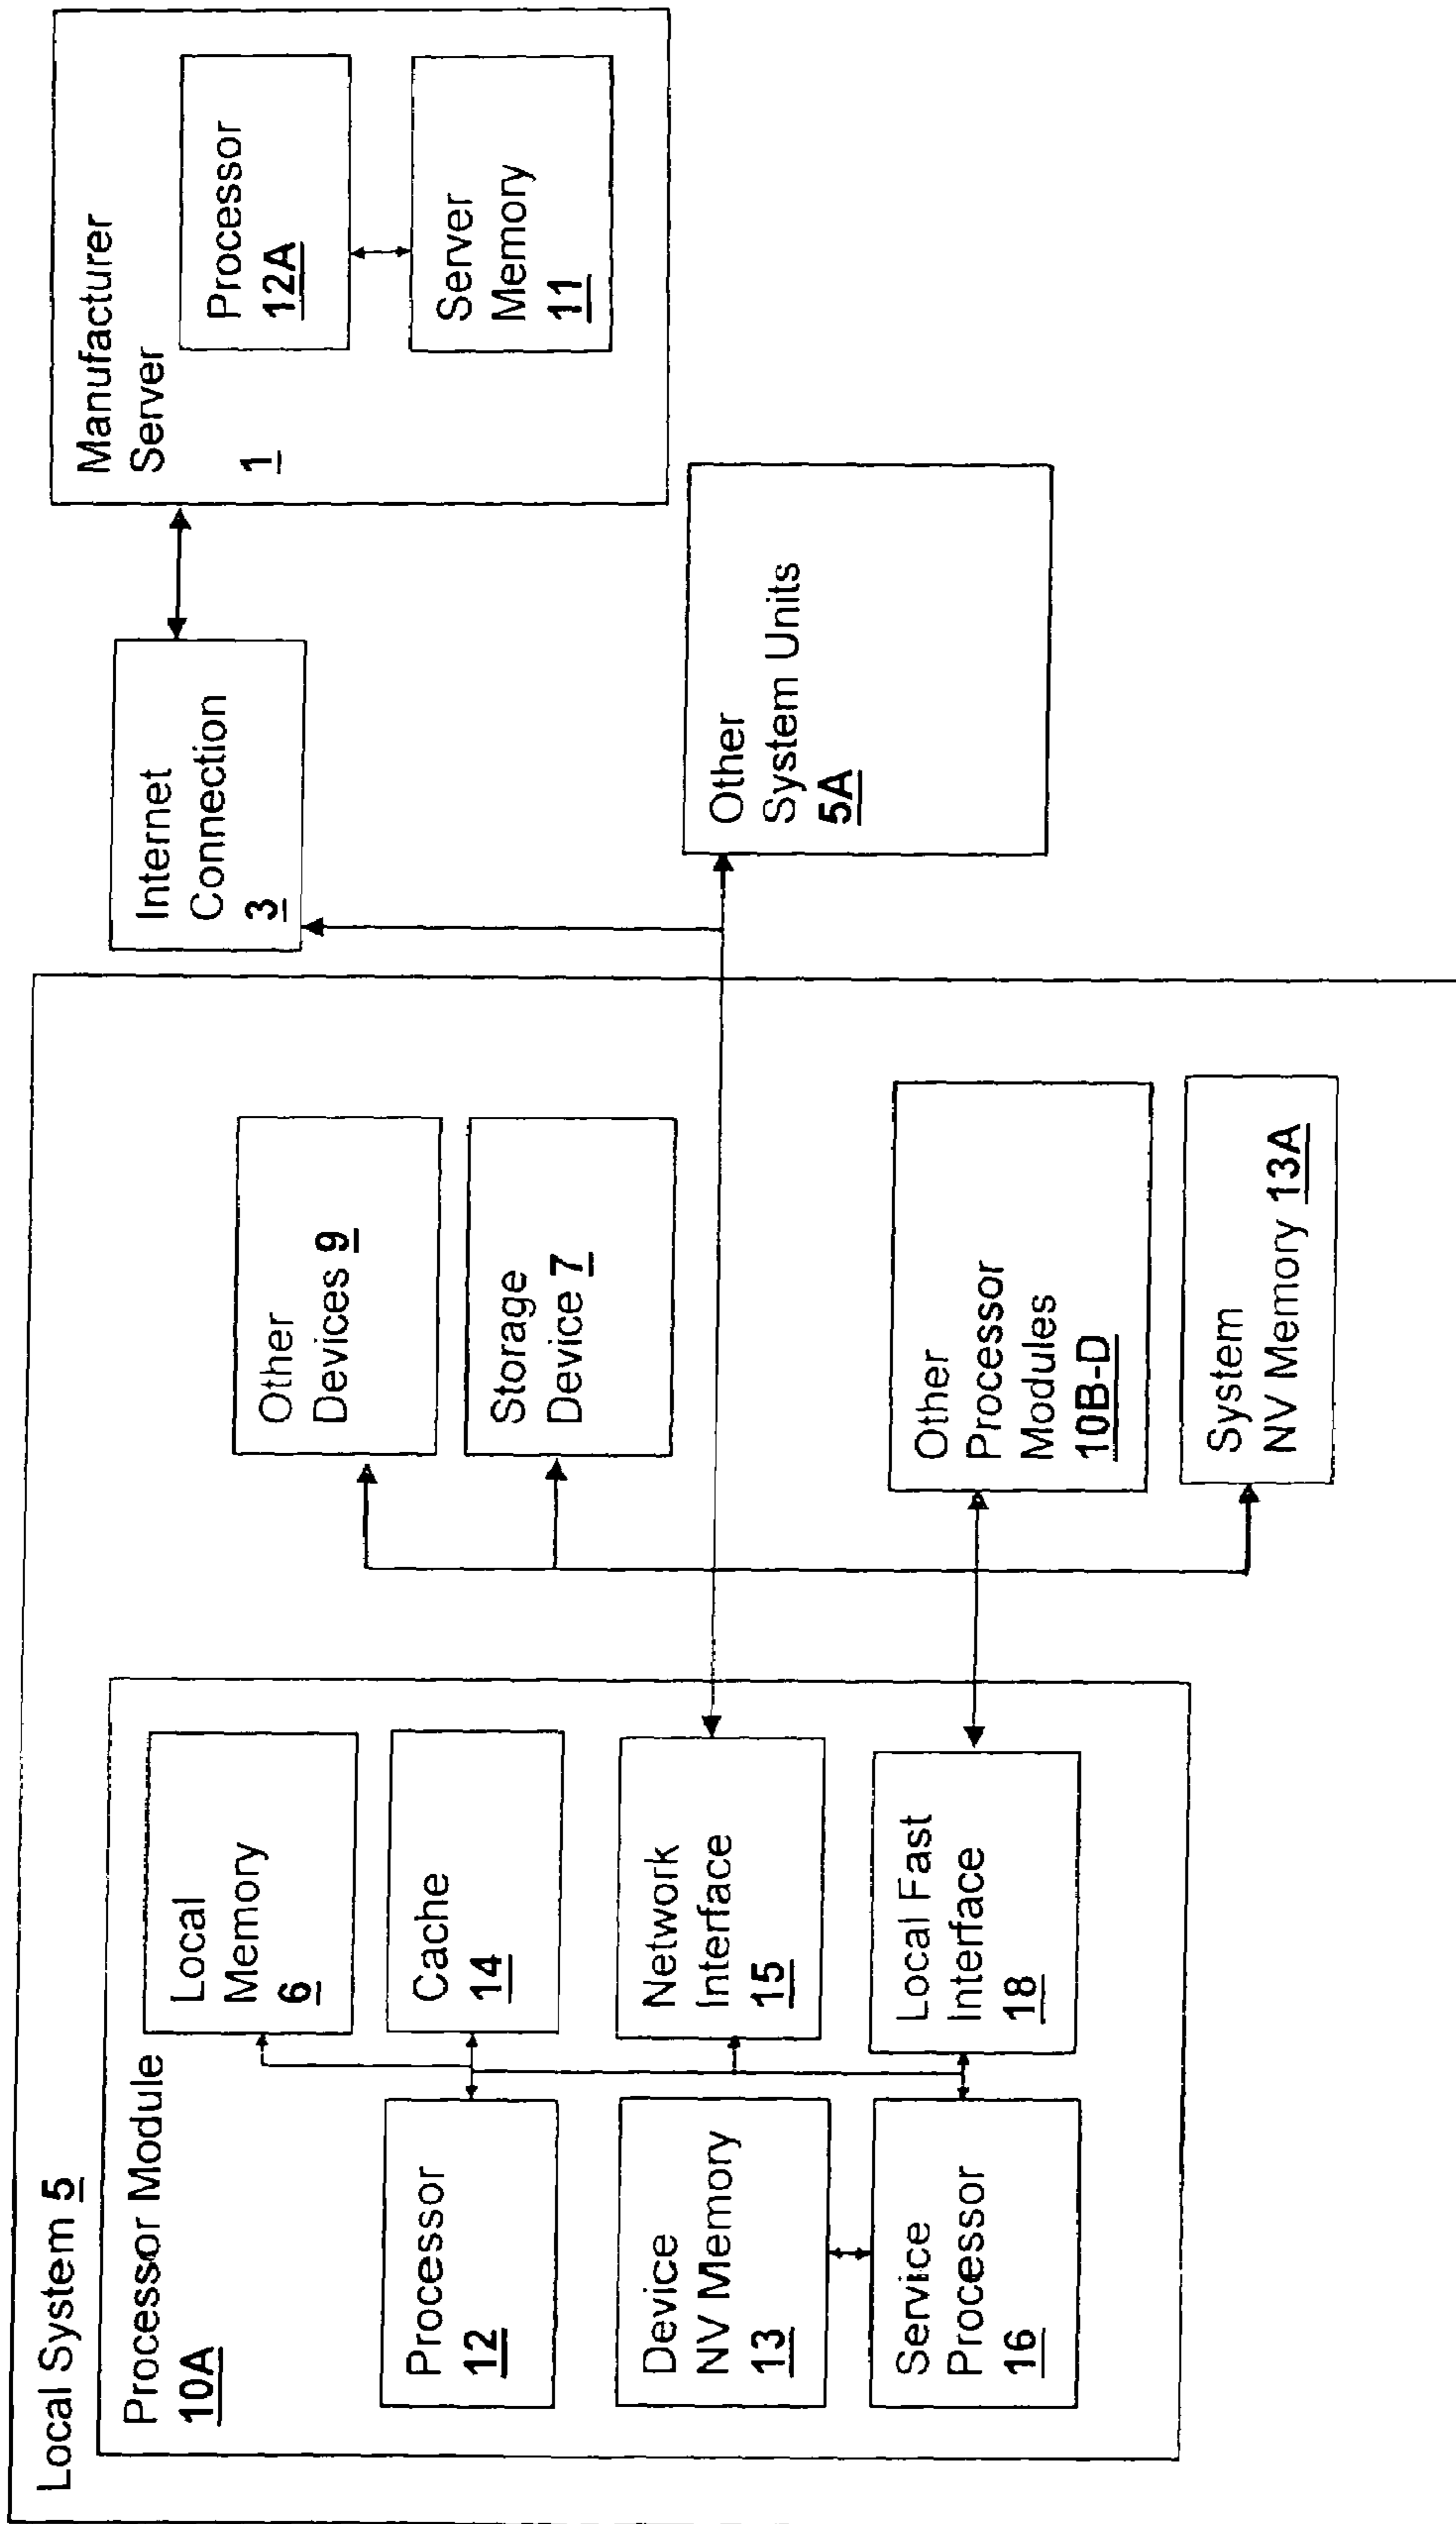 Local System 5
Processor Module
10A
Processor
12
Device
NV Memory
13
Service
Processor
16
Local
Memory
6
Cache
14
Network
Interface
15
Local Fast
Interface
18
Other
Devices 9
Storage
Device 7
Other
Processor
Modules
10B-D
System
NV Memory 13A
Internet
Connection
3
Other
System Units
5A
Manufacturer
Server
1
Processor
12A
Server
Memory
11